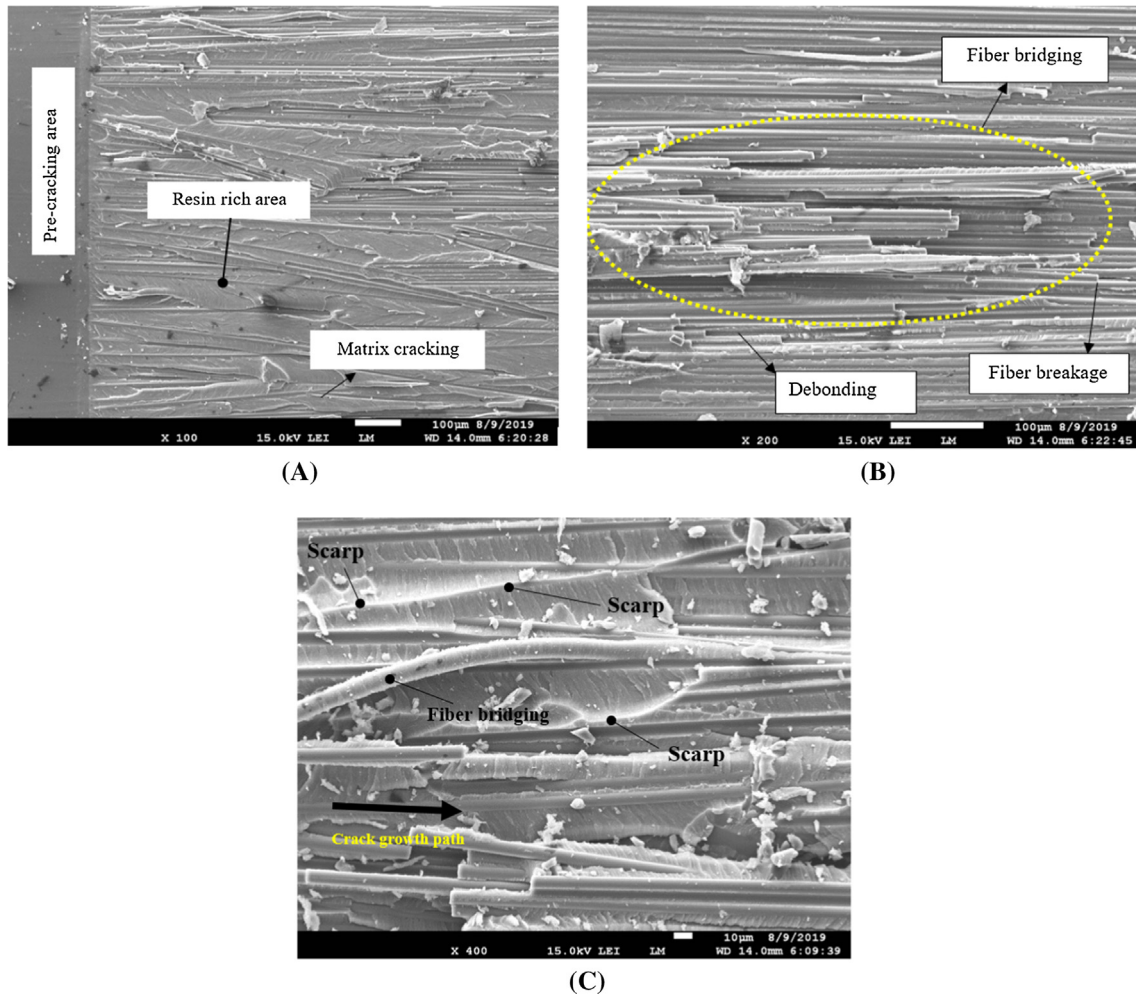 Pre-cracking area
Resin rich area
Matrix cracking
100µm 8/9/2019
X 100 15.0kV LEI LM WD 14.0mm 6:20:28
(A)
Fiber bridging
Fiber breakage
Debonding
100µm 8/9/2019
X 200 15.0kV LEI LM WD 14.0mm 6:22:45
(B)
Scarp
Scarp
Fiber bridging
Scarp
Crack growth path
10µm 8/9/2019
X 400 15.0kV LEI LM WD 14.0mm 6:09:39
(C)